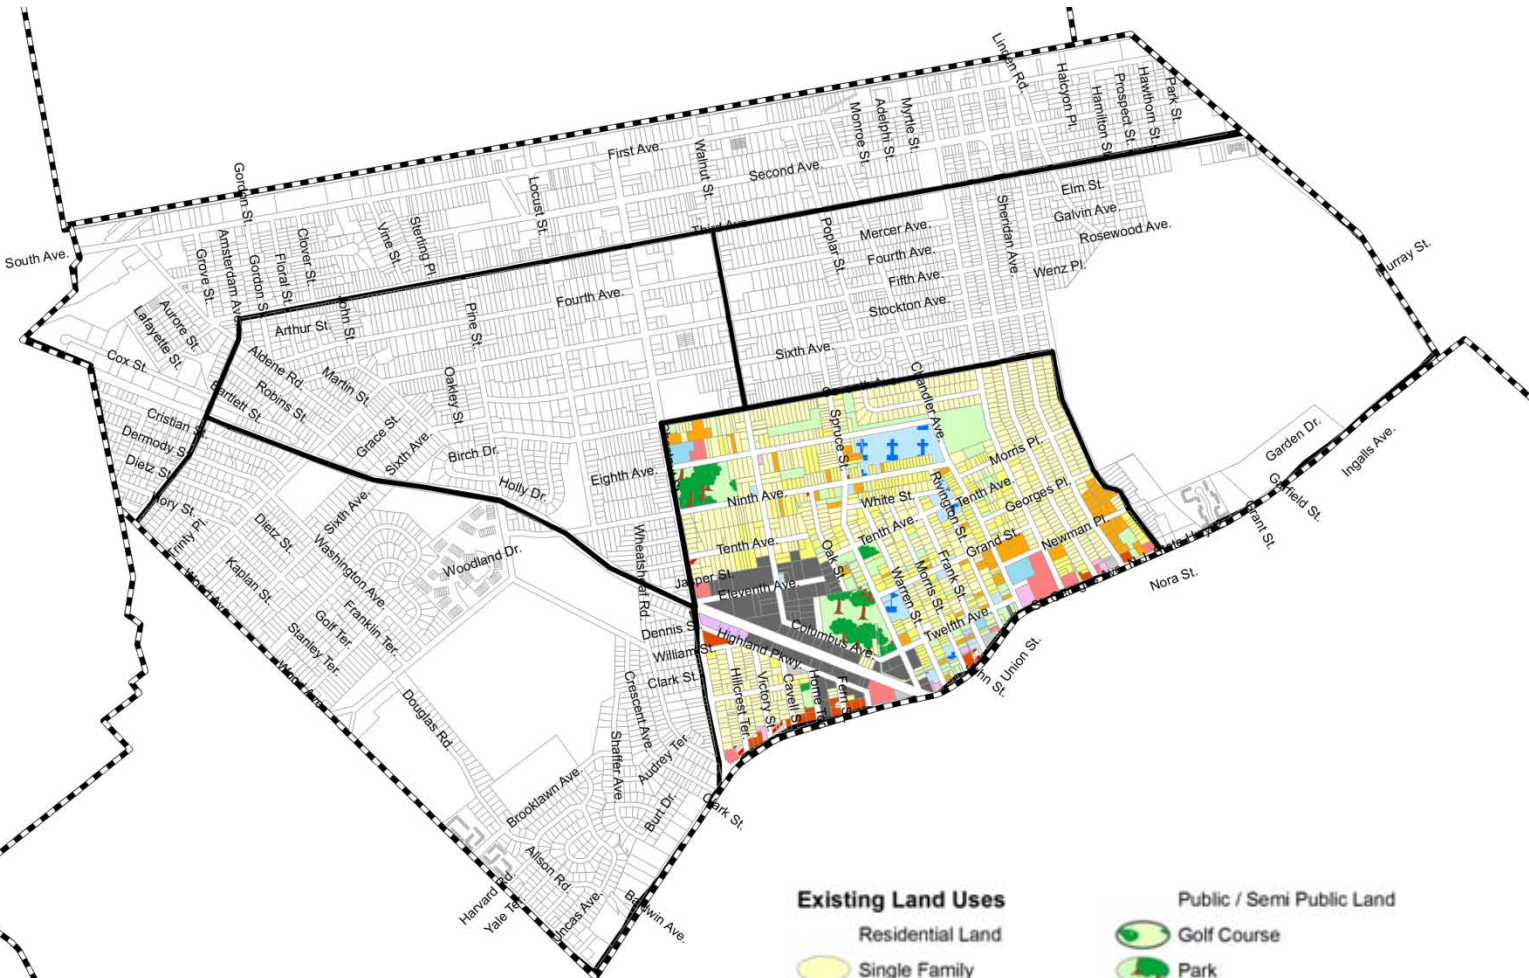 Linden Rd.
Halcyon Pl.
Hamilton St.
Prospect St.
Hawthorn St.
Park St.
Monroe St.
Adelphi St.
Myrtle St.
First Ave.
Walnut St.
Second Ave.
Gordon St.
Locust St.
Elm St.
Galvin Ave.
Rosewood Ave.
Sheridan Ave.
Wenz Pl.
Murray St.
South Ave.
Grove St.
Amsterdam Ave.
Gordon S
Floral St.
Clover St.
Vine St.
Sterling Pl.
Third Ave.
Poplar St.
Mercer Ave.
Fourth Ave.
Fifth Ave.
Stockton Ave.
Sixth Ave.
Fourth Ave.
Aurore St.
Lafayette St.
Arthur St.
John St.
Pine St.
Cox St
Aldene Rd.
Robins St.
Bartlett St.
Martin St.
Oakley St.
Grace St.
Sixth Ave.
Cristian St.
Dermody S
Dietz St.
Birch Dr.
Holly Dr.
Eighth Ave.
Chandler Ave.
Spruce St.
Morris Pl.
Ninth Ave.
White St.
Rivington St.
Tenth Ave.
Georges Pl.
Garden Dr.
Ingalls Ave.
Garfield St.
Grant St.
Nora St.
Trinty Pl.
Dietz St.
Sixth Ave.
Washington Ave.
Woodland Dr.
Wheatsheaf Rd.
Tenth Ave.
Tenth Ave.
Grand St.
Newman Pl.
Oak St.
Jasper St.
Eleventh Ave.
Warren St.
Morris St.
Frank St.
Twelfth Ave.
Kaplan St.
Golf Ter.
Franklin Ter.
Stanley Ter.
Dennis S
William St.
Clark St.
Highland Pkwy.
Colombus Ave.
Union St.
Hillcrest Ter.
Victory St.
Cavell S
Home Te
Fern S
Douglas Rd.
Crescent Ave.
Shaffer Ave.
Audrey Ter.
Brooklawn Ave.
Burt Dr.
Clark St.
Allson Rd.
Harvard Rd.
Yale Te
Uncas Ave.
Baldwin Ave.
Existing Land Uses
Residential Land
Single Family
Public / Semi Public Land
Golf Course
Park